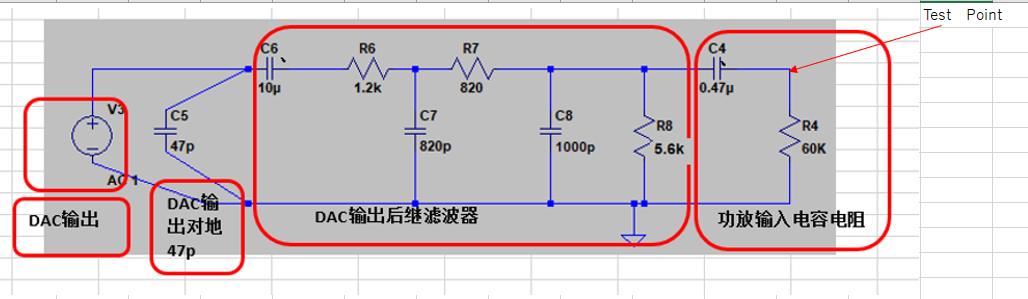 Test Point
C6
R6
R7
C4
10µ
1.2k
820
0.47µ
V3
C5
47p
C7
820p
C8
1000p
R8
5.6k
R4
60K
AC 1
DAC输出
DAC输
出对地
47p
DAC输出后继滤波器
功放输入电容电阻